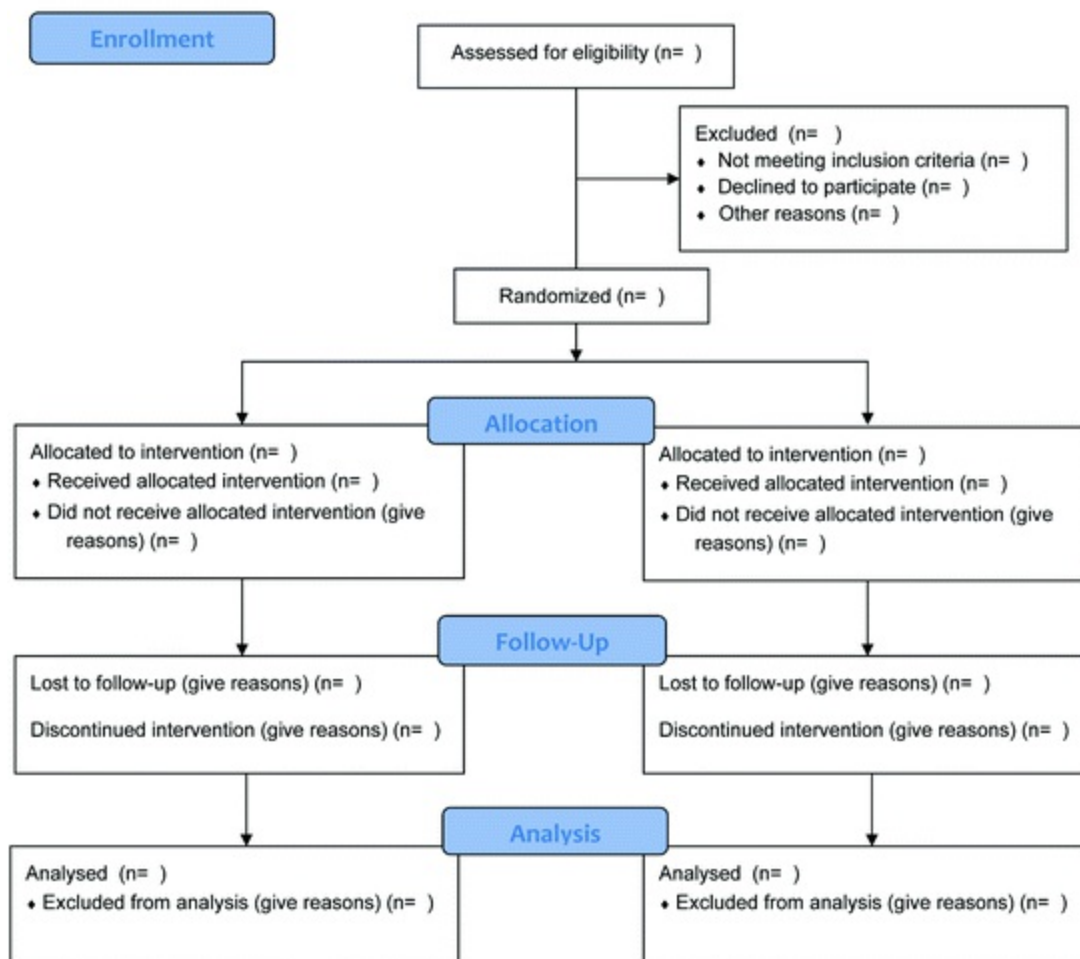 Enrollment
Assessed for eligibility (n=  )
Excluded  (n=   )
♦ Not meeting inclusion criteria (n=  )
♦ Declined to participate (n=  )
♦ Other reasons (n=  )
Randomized (n=  )
Allocation
Allocated to intervention (n=  )
♦ Received allocated intervention (n=  )
♦ Did not receive allocated intervention (give
reasons) (n=  )
Allocated to intervention (n=  )
♦ Received allocated intervention (n=  )
♦ Did not receive allocated intervention (give
reasons) (n=  )
Follow-Up
Lost to follow-up (give reasons) (n=  )
Discontinued intervention (give reasons) (n=  )
Lost to follow-up (give reasons) (n=  )
Discontinued intervention (give reasons) (n=  )
Analysis
Analysed  (n=  )
♦ Excluded from analysis (give reasons) (n=  )
Analysed  (n=  )
♦ Excluded from analysis (give reasons) (n=  )